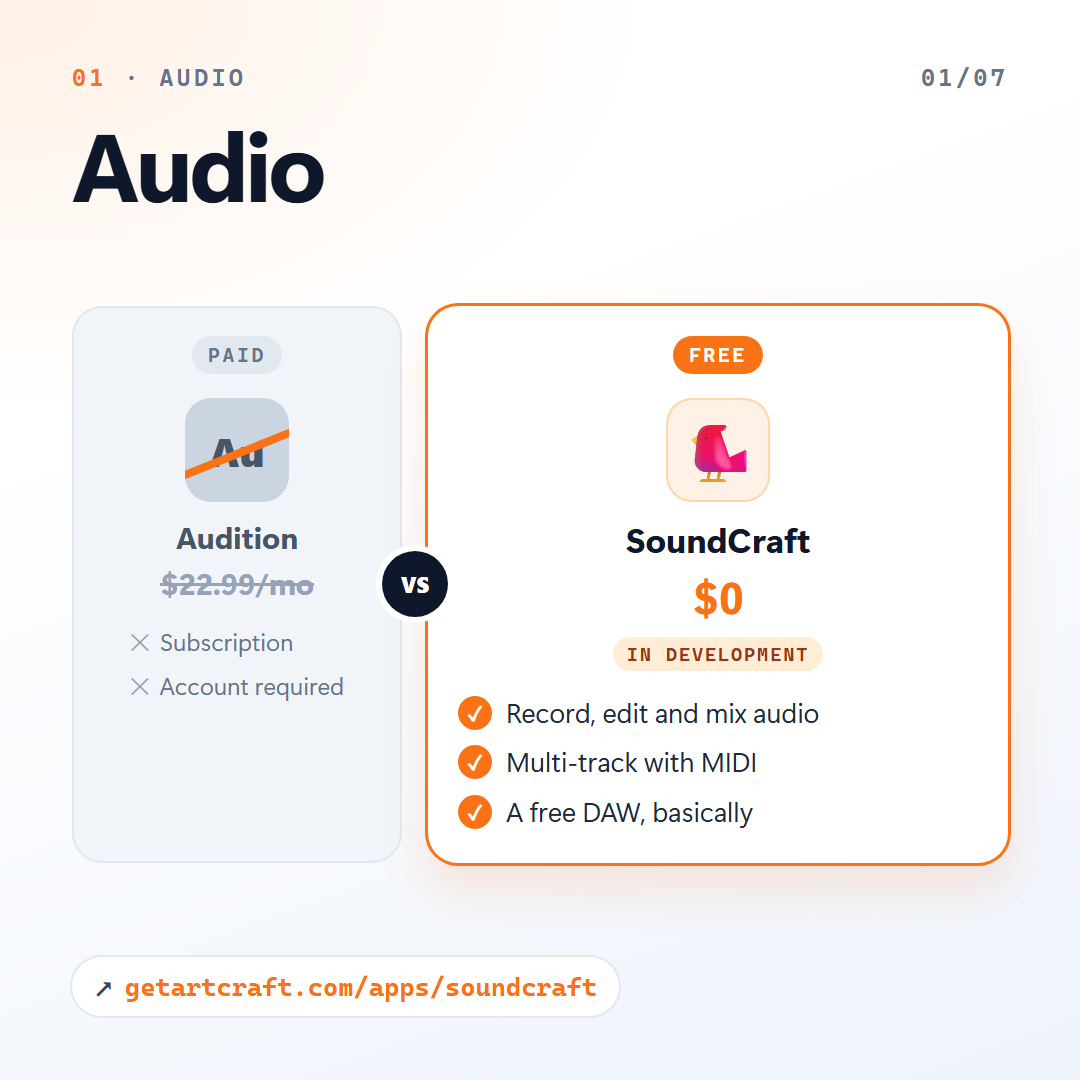 01 · AUDIO
01/07
Audio
PAID
Au
Audition
$22.99/mo
× Subscription
× Account required
VS
FREE
SoundCraft
$0
IN DEVELOPMENT
✓ Record, edit and mix audio
✓ Multi-track with MIDI
✓ A free DAW, basically
↗ getartcraft.com/apps/soundcraft